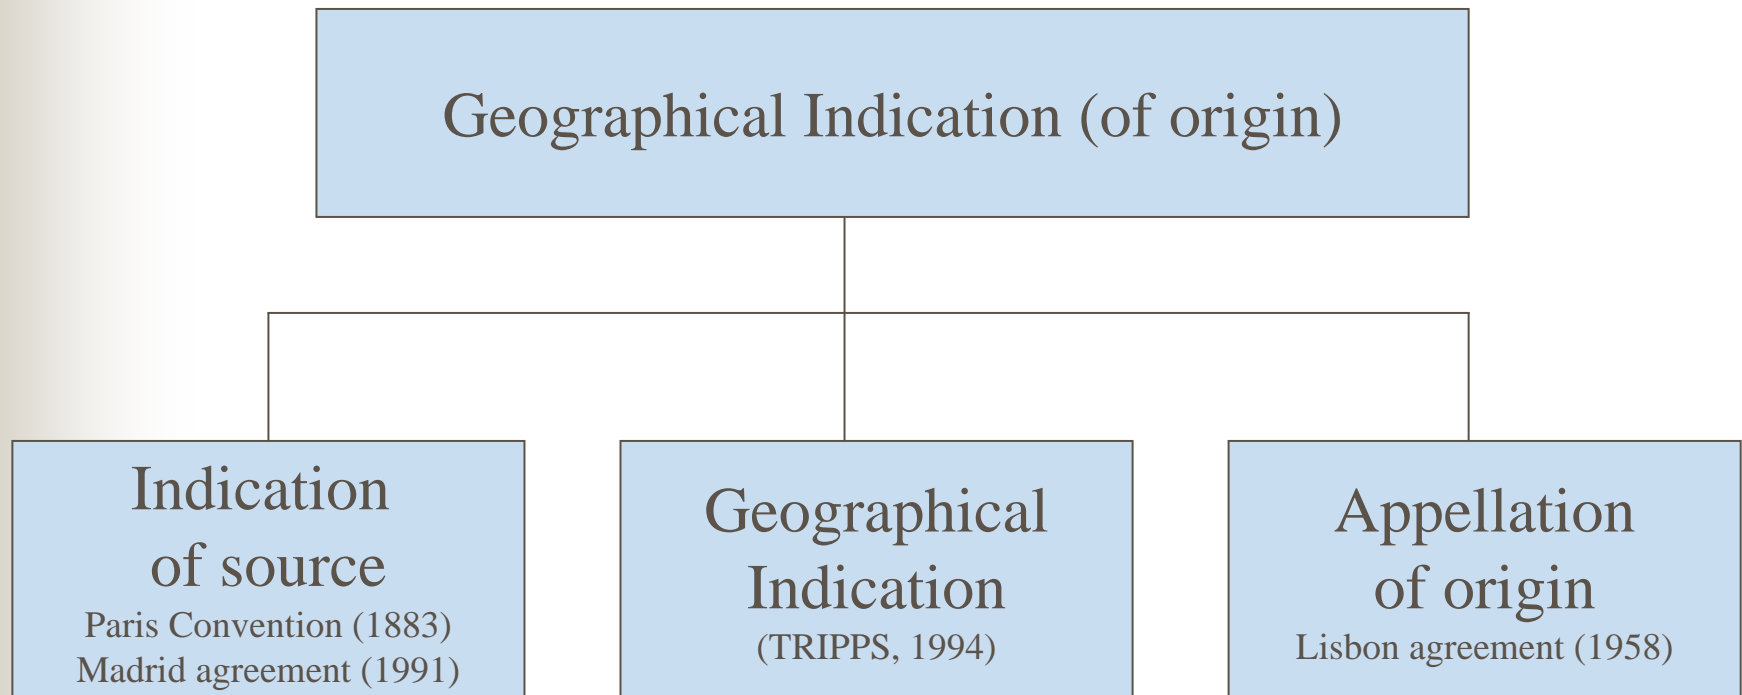 Geographical Indication (of origin)
Indication
of source
Paris Convention (1883)
Madrid agreement (1991)
Geographical
Indication
(TRIPPS, 1994)
Appellation
of origin
Lisbon agreement (1958)